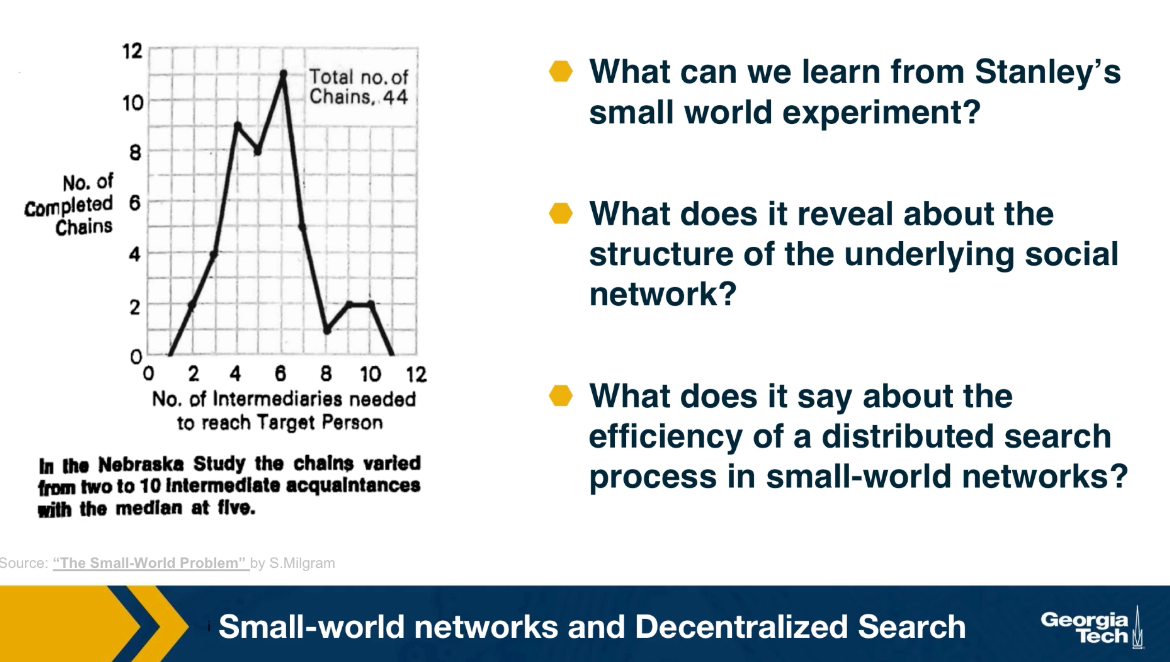 12
10
8
6
4
2
0
Total no. of
Chains, 44
No. of
Completed
Chains
0 2 4 6 8 10 12
No. of Intermediaries needed
to reach Target Person
In the Nebraska Study the chains varied
from two to 10 intermediate acquaintances
with the median at five.
Source: “The Small-World Problem” by S.Milgram
What can we learn from Stanley’s
small world experiment?
What does it reveal about the
structure of the underlying social
network?
What does it say about the
efficiency of a distributed search
process in small-world networks?
Small-world networks and Decentralized Search
Georgia
Tech